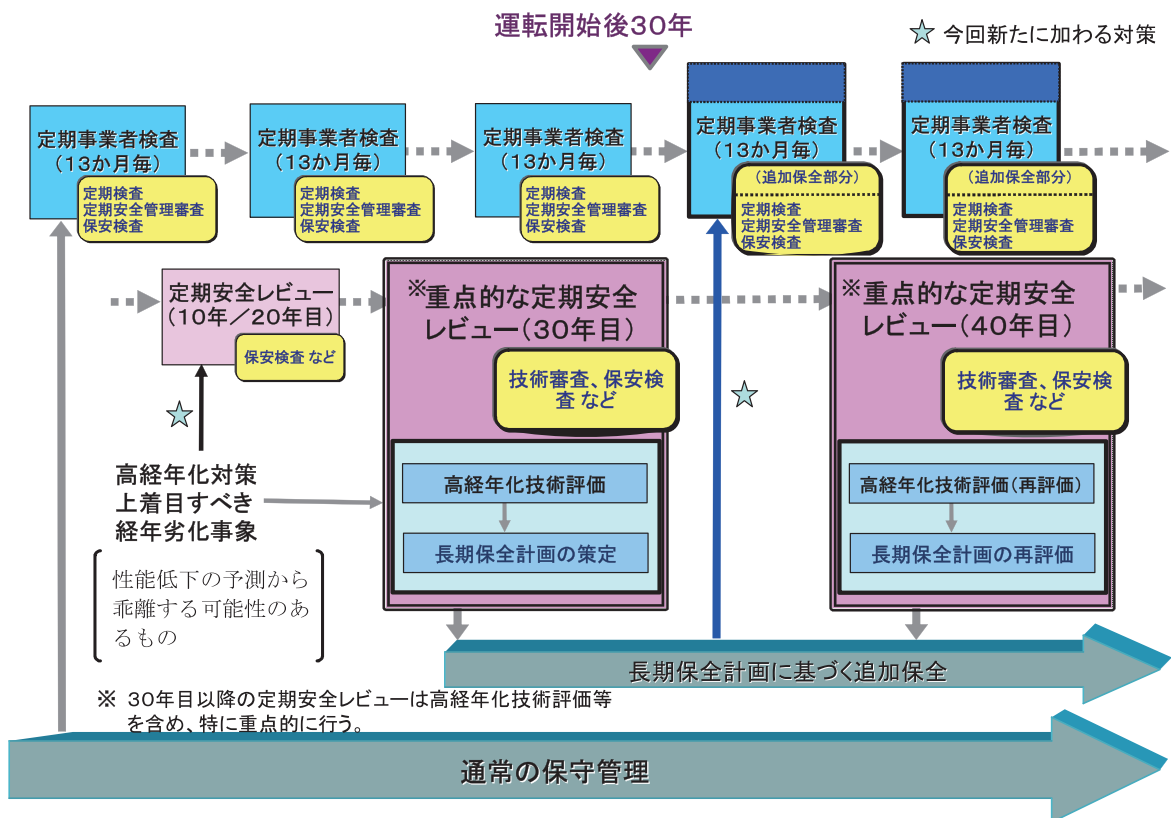 運転開始後30年
☆ 今回新たに加わる対策
定期事業者検査
(13か月毎)
定期検査
定期安全管理審査
保安検査
定期事業者検査
(13か月毎)
定期検査
定期安全管理審査
保安検査
定期事業者検査
(13か月毎)
定期検査
定期安全管理審査
保安検査
定期事業者検査
(13か月毎)
(追加保全部分)
定期検査
定期安全管理審査
保安検査
定期事業者検査
(13か月毎)
(追加保全部分)
定期検査
定期安全管理審査
保安検査
定期安全レビュー
(10年/20年目)
保安検査 など
※重点的な定期安全
レビュー(30年目)
技術審査、保安検
査 など
高経年化技術評価
長期保全計画の策定
※重点的な定期安全
レビュー(40年目)
技術審査、保安検
査 など
高経年化技術評価(再評価)
長期保全計画の再評価
☆
☆
高経年化対策
上着目すべき
経年劣化事象
性能低下の予測から
乖離する可能性のあ
るもの
長期保全計画に基づく追加保全
※ 30年目以降の定期安全レビューは高経年化技術評価等
を含め、特に重点的に行う。
通常の保守管理